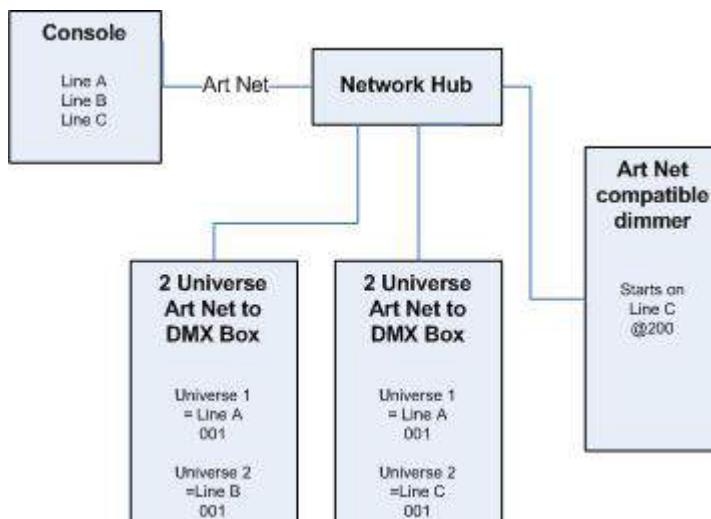 Console
Line A
Line B
Line C
Art Net
Network Hub
Art Net
compatible
dimmer
Starts on
Line C
@200
2 Universe
Art Net to
DMX Box
Universe 1
= Line A
001
Universe 2
=Line B
001
2 Universe
Art Net to
DMX Box
Universe 1
= Line A
001
Universe 2
=Line C
001